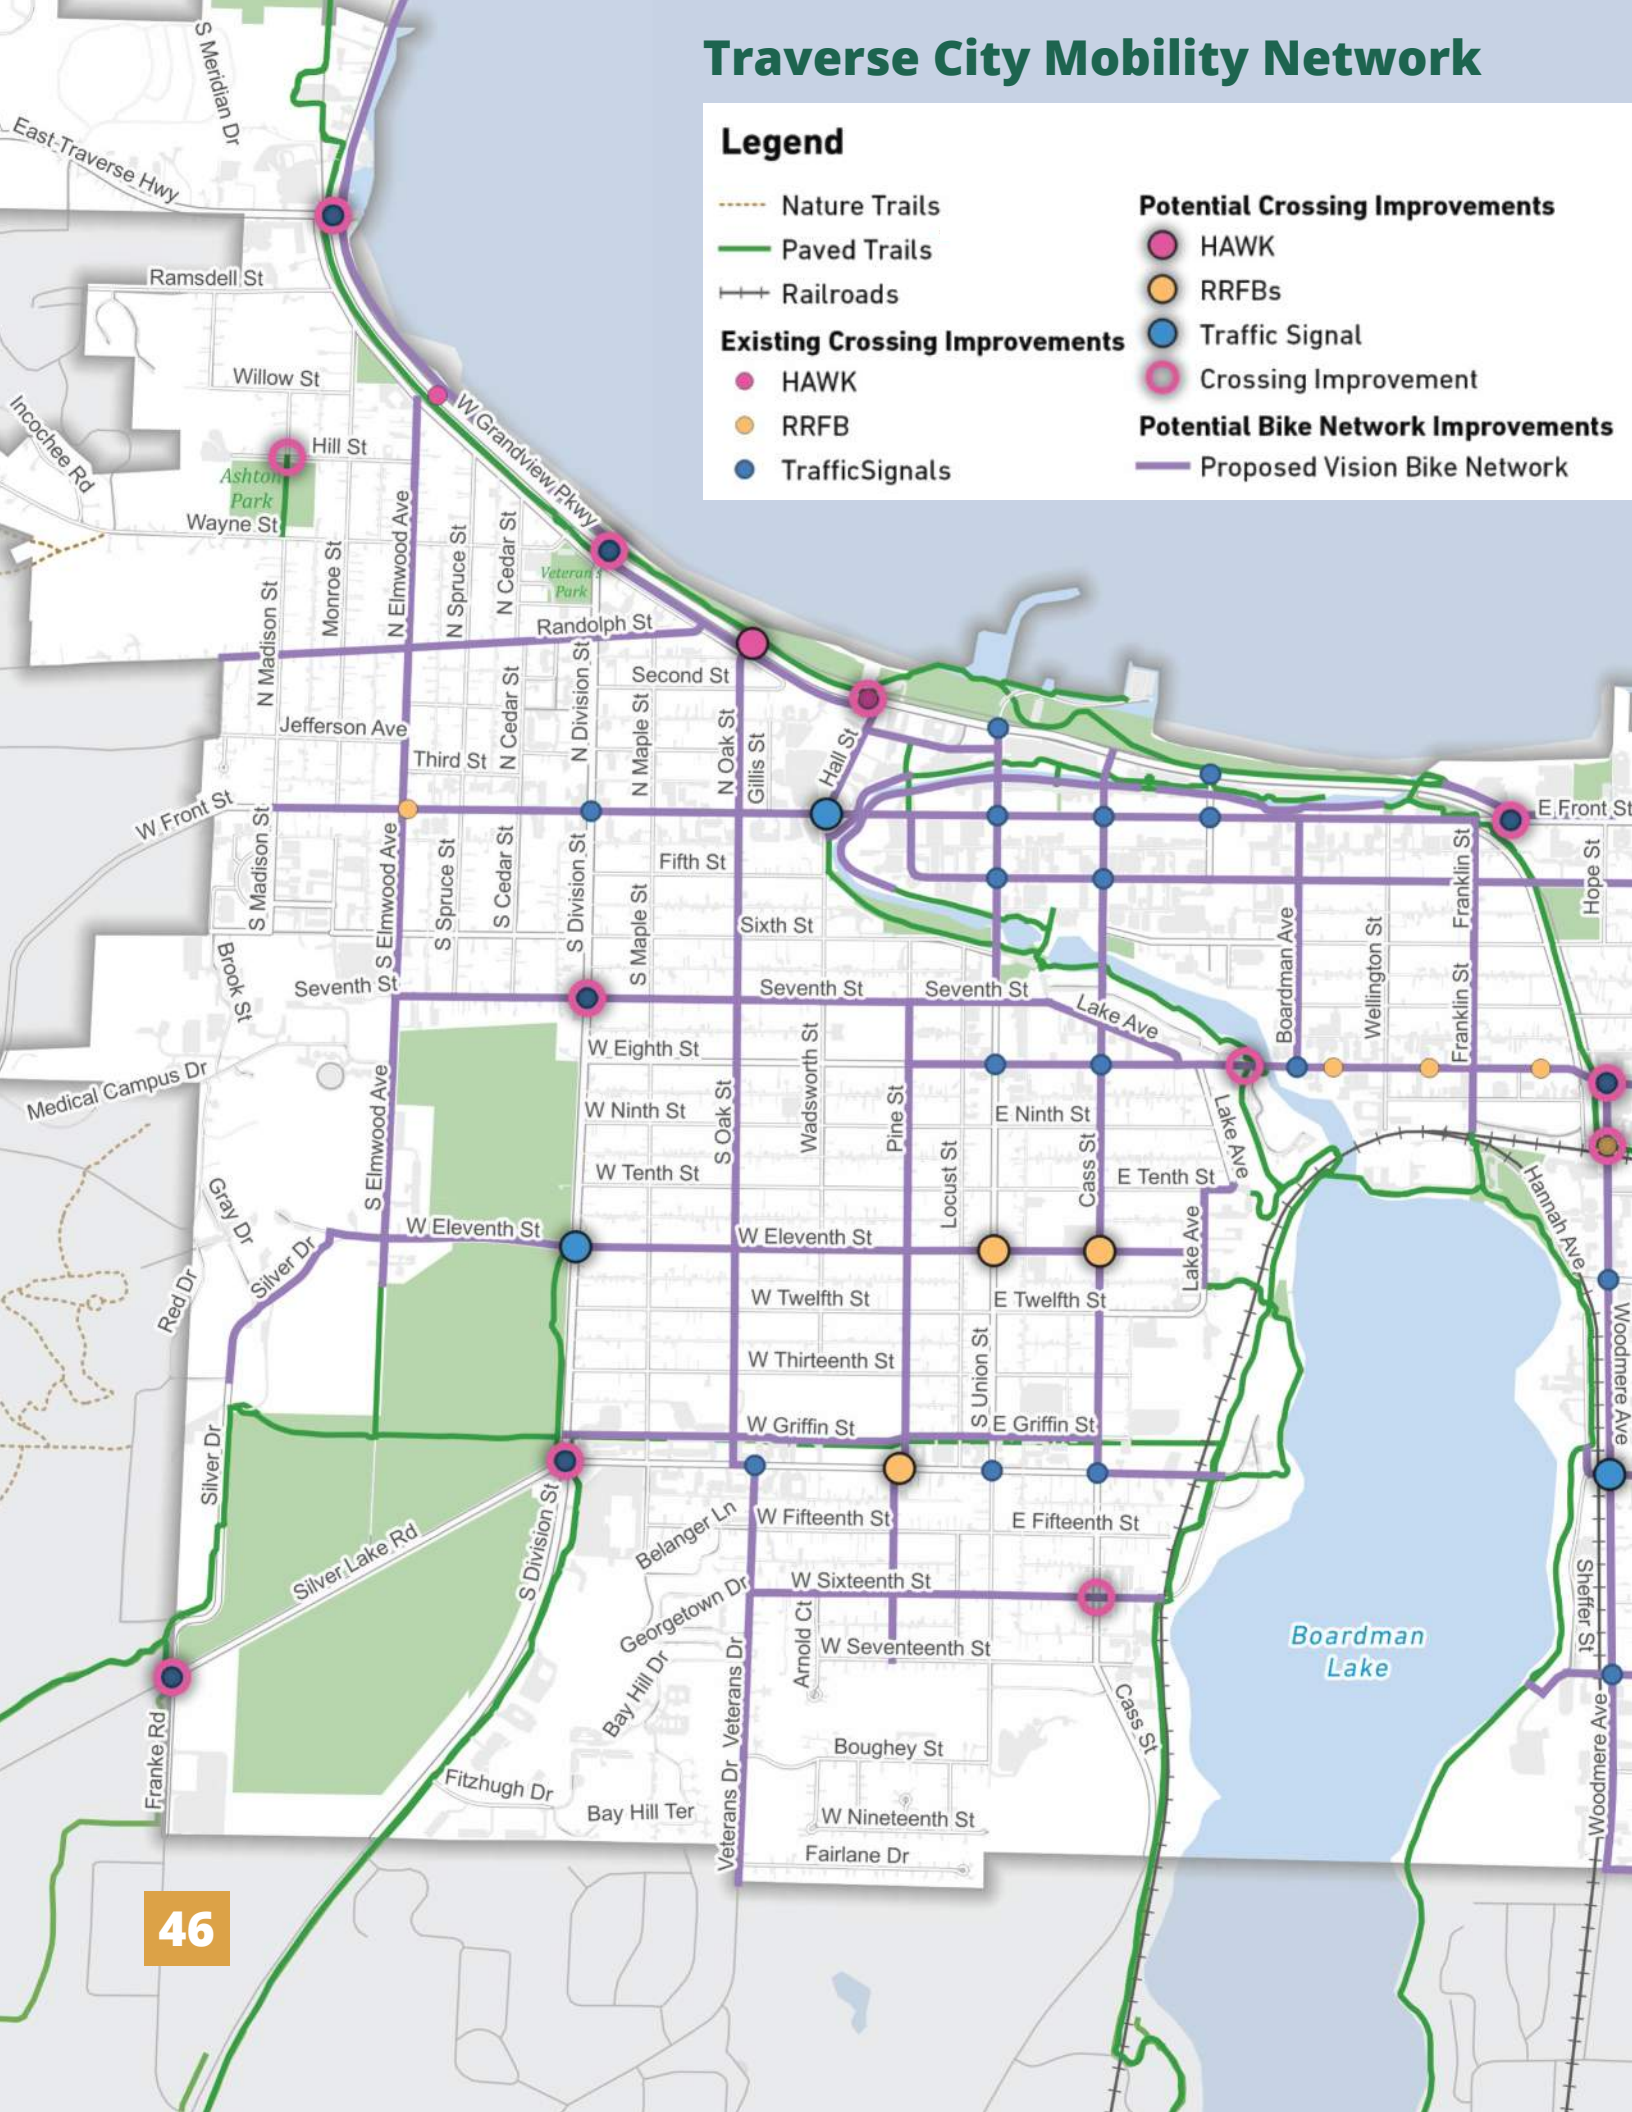 Traverse City Mobility Network
Legend
Nature Trails
Paved Trails
Railroads
Existing Crossing Improvements
HAWK
RRFB
TrafficSignals
Potential Crossing Improvements
HAWK
RRFBs
Traffic Signal
Crossing Improvement
Potential Bike Network Improvements
Proposed Vision Bike Network
S Meridian Dr
East-Traverse Hwy
Ramsdell St
Willow St
Incochee Rd
Hill St
Ashton
Park
Wayne St
W Grandview Pkwy
Veteran's
Park
N Madison St
Monroe St
N Elmwood Ave
N Spruce St
N Cedar St
Randolph St
Second St
N Cedar St
N Division St
N Maple St
N Oak St
Gillis St
Hall St
Jefferson Ave
Third St
W Front St
E Front St
S Madison St
S Elmwood Ave
S Spruce St
S Cedar St
S Division St
Fifth St
S Maple St
Sixth St
Franklin St
Hope St
Boardman Ave
Wellington St
Franklin St
Brook St
Seventh St
Seventh St
Seventh St
Lake Ave
W Eighth St
Medical Campus Dr
S Elmwood Ave
W Ninth St
S Oak St
Wadsworth St
Pine St
E Ninth St
Lake Ave
W Tenth St
Locust St
Cass St
E Tenth St
Hannah Ave
Gray Dr
Silver Dr
Red Dr
W Eleventh St
W Eleventh St
Lake Ave
W Twelfth St
E Twelfth St
W Thirteenth St
S Union St
Woodmere Ave
W Griffin St
E Griffin St
Silver Dr
Silver Lake Rd
S Division St
Belanger Ln
W Fifteenth St
E Fifteenth St
Georgetown Dr
W Sixteenth St
Arnold Ct
W Seventeenth St
Sheffer St
Boardman
Lake
Bay Hill Dr
Veterans Dr
Cass St
Franke Rd
Woodmere Ave
Boughey St
Fitzhugh Dr
Bay Hill Ter
Veterans Dr
W Nineteenth St
Fairlane Dr
46